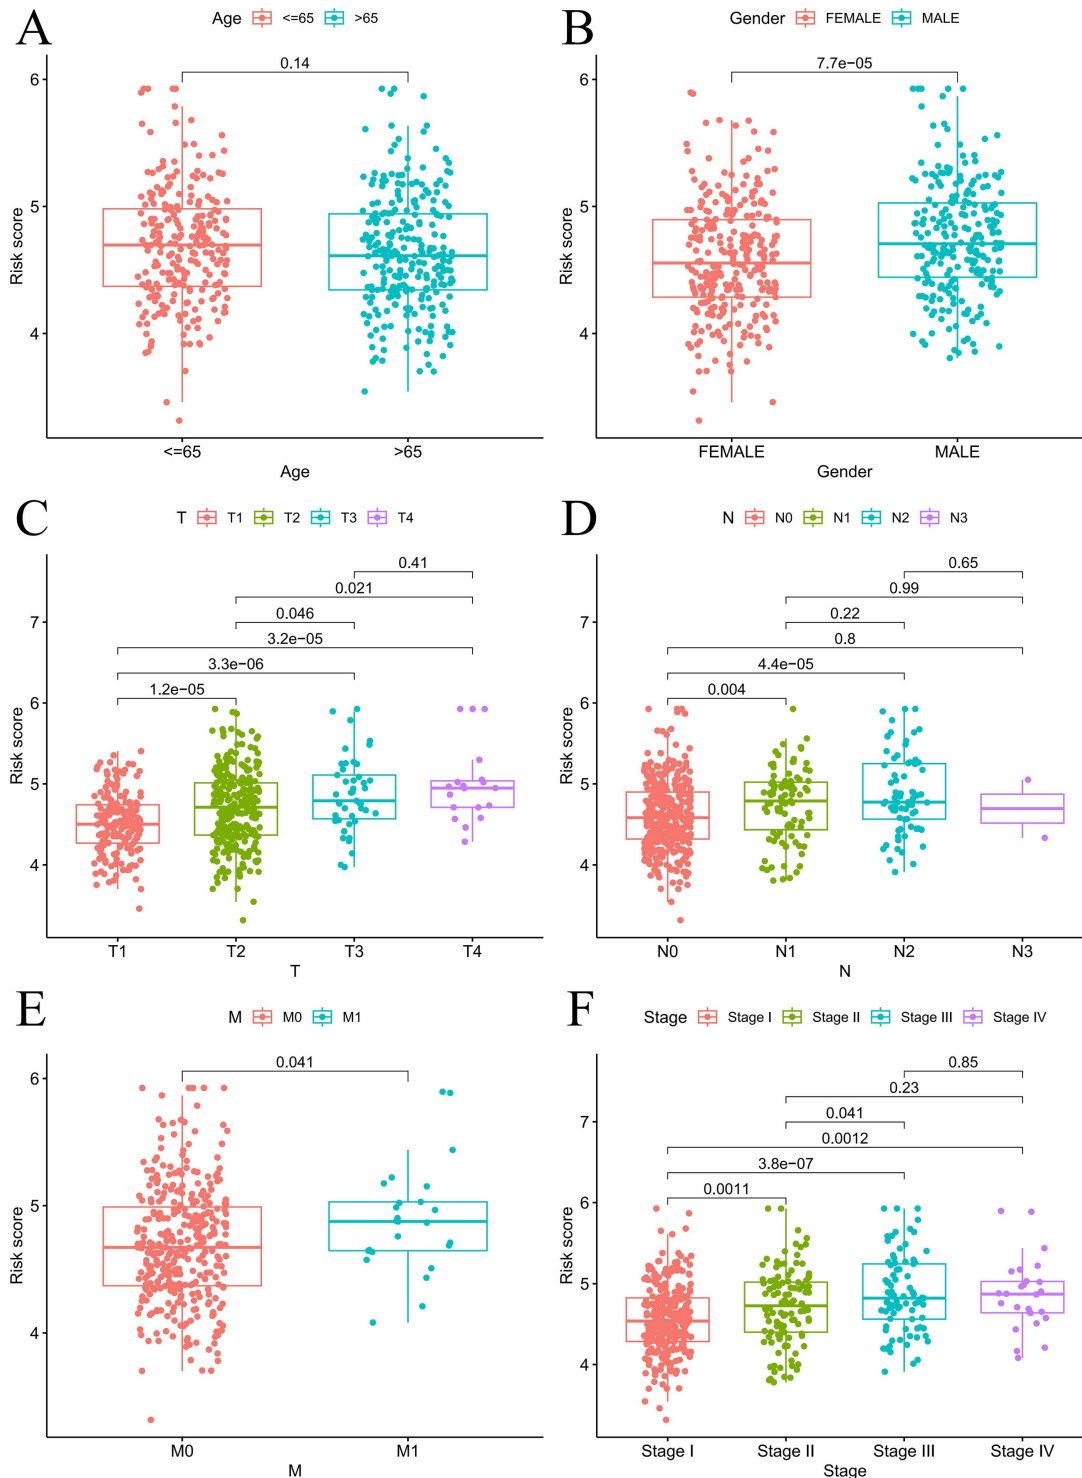 A
Age <=65 >65
0.14
6
5
4
Risk score
<=65 >65
Age
B
Gender FEMALE MALE
7.7e−05
6
5
4
Risk score
FEMALE MALE
Gender
C
T T1 T2 T3 T4
0.41
0.021
0.046
3.2e−05
3.3e−06
1.2e−05
7
6
5
4
Risk score
T1 T2 T3 T4
T
D
N N0 N1 N2 N3
0.65
0.99
0.22
0.8
4.4e−05
0.004
7
6
5
4
Risk score
N0 N1 N2 N3
N
E
M M0 M1
0.041
6
5
4
Risk score
M0 M1
M
F
Stage Stage I Stage II Stage III Stage IV
0.85
0.23
0.041
0.0012
3.8e−07
0.0011
7
6
5
4
Risk score
Stage I Stage II Stage III Stage IV
Stage